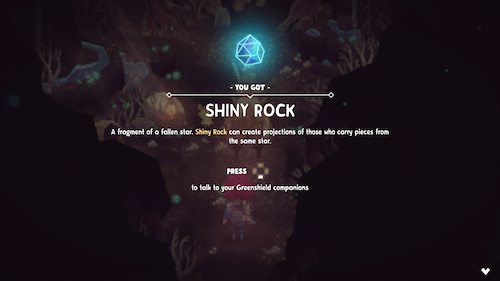 - YOU GOT -
SHINY ROCK
A fragment of a fallen star. Shiny Rock can create projections of those who carry pieces from
the same star.
PRESS
to talk to your Greenshield companions